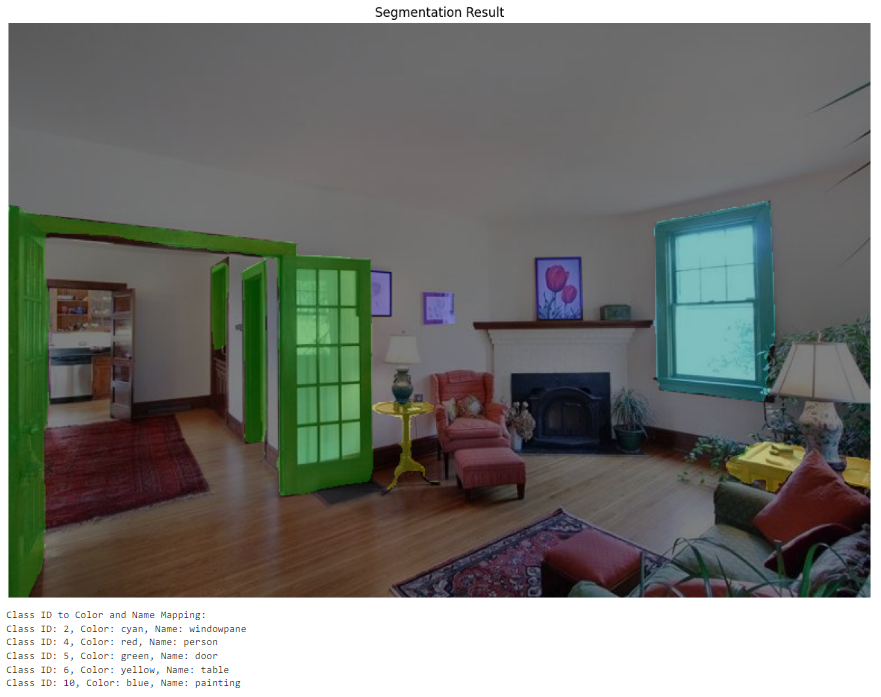 Segmentation Result
Class ID to Color and Name Mapping:
Class ID: 2, Color: cyan, Name: windowpane
Class ID: 4, Color: red, Name: person
Class ID: 5, Color: green, Name: door
Class ID: 6, Color: yellow, Name: table
Class ID: 10, Color: blue, Name: painting